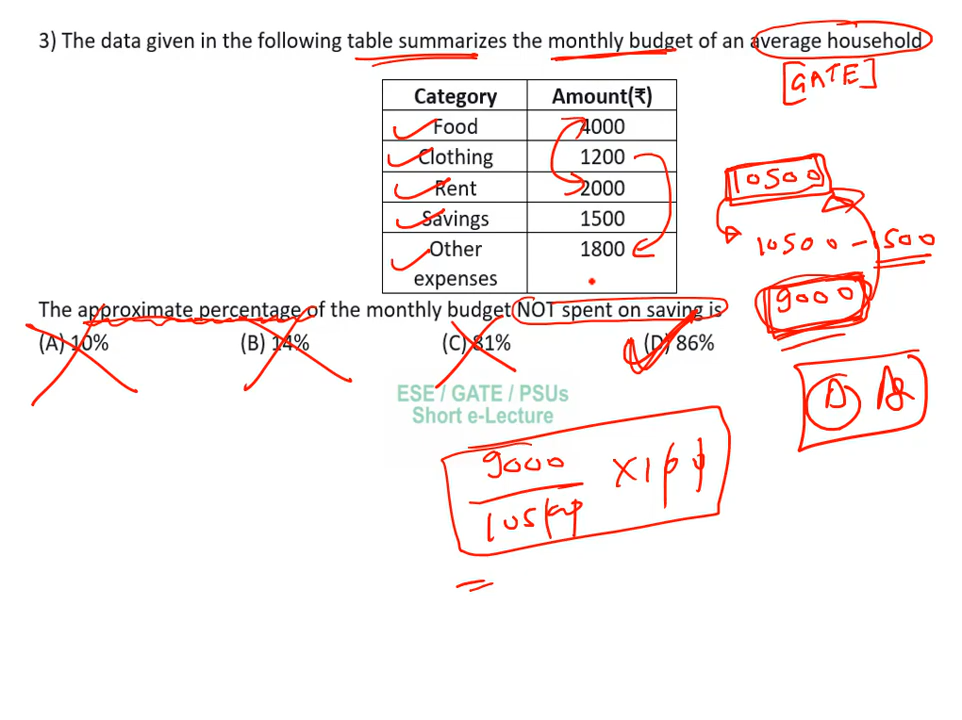 3) The data given in the following table summarizes the monthly budget of an average household
[GATE]
Category Amount(₹)
Food 4000
Clothing 1200
Rent 2000
Savings 1500
Other expenses 1800
10500
10500 - 1500
9000
The approximate percentage of the monthly budget NOT spent on saving is
(A) 10% (B) 14% (C) 81% (D) 86%
ESE / GATE / PSUs
Short e-Lecture
D
9000
10500
×100
=